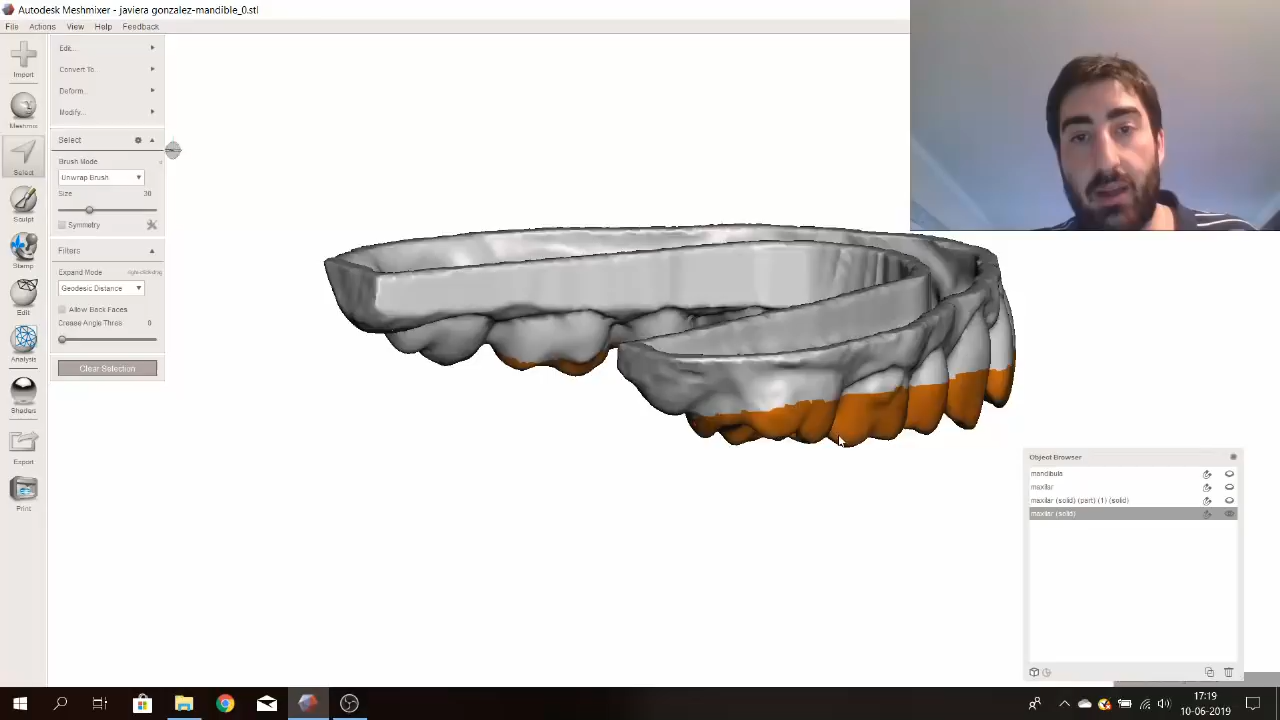 Autodesk Meshmixer - javiera gonzalez-mandible_0.stl
File Actions View Help Feedback
Import
Meshmix
Select
Sculpt
Stamp
Edit
Analysis
Shaders
Export
Print
Edit...
Convert To...
Deform...
Modify...
Select
Brush Mode
Unwrap Brush
Size 30
Symmetry
Filters
Expand Mode
Geodesic Distance
Allow Back Faces
Crease Angle Thres 0
Clear Selection
Object Browser
mandibula
maxilar
maxilar (solid) (part) (1) (solid)
maxilar (solid)
17:19
10-06-2019